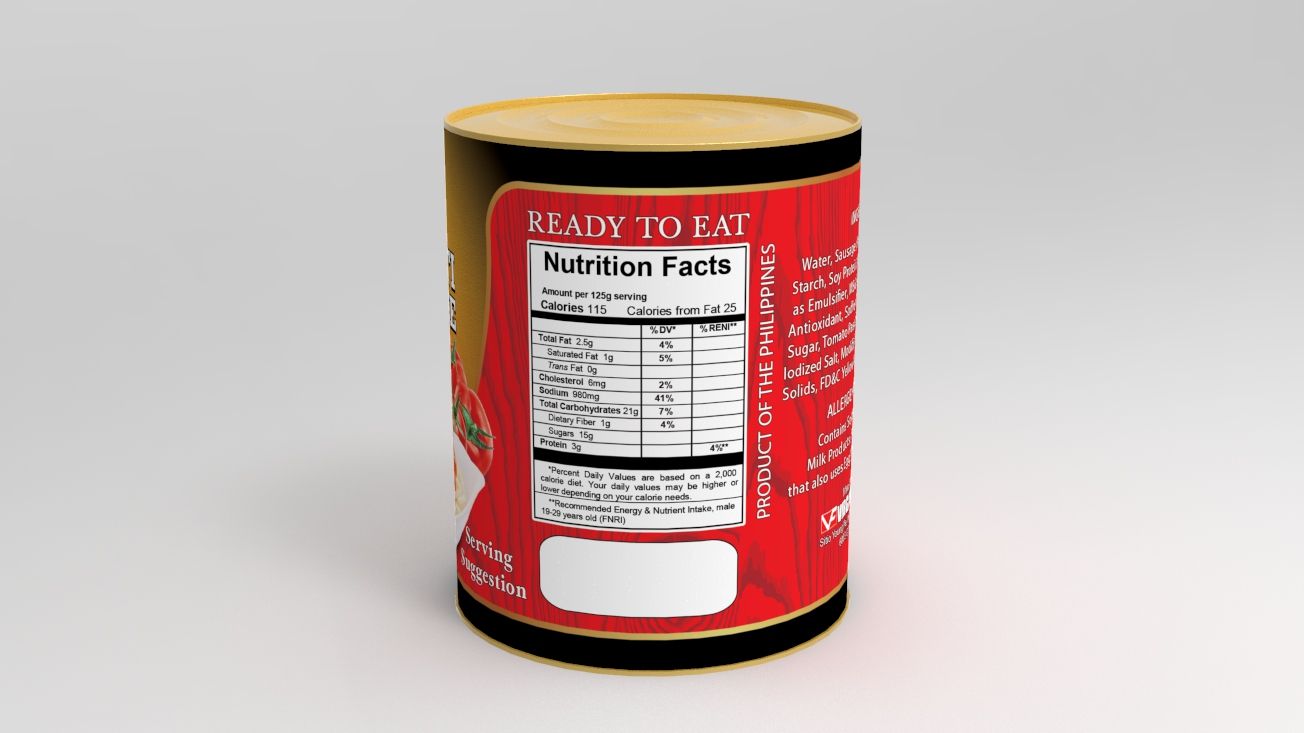 READY TO EAT
Nutrition Facts
Amount per 125g serving
Calories 115 Calories from Fat 25
%DV* %RENI**
Total Fat 2.5g 4%
Saturated Fat 1g 5%
Trans Fat 0g
Cholesterol 6mg 2%
Sodium 980mg 41%
Total Carbohydrates 21g 7%
Dietary Fiber 1g 4%
Sugars 15g
Protein 3g 4%**
*Percent Daily Values are based on a 2,000
calorie diet. Your daily values may be higher or
lower depending on your calorie needs.
**Recommended Energy & Nutrient Intake, male
19-29 years old (FNRI)
PRODUCT OF THE PHILIPPINES
Serving
Suggestion
Water, Sausage
Starch, Soy
as Emulsifier,
Antioxidant,
Sugar, Tomato
Iodized Salt,
Solids, FD&C
Contains
Milk
that also uses